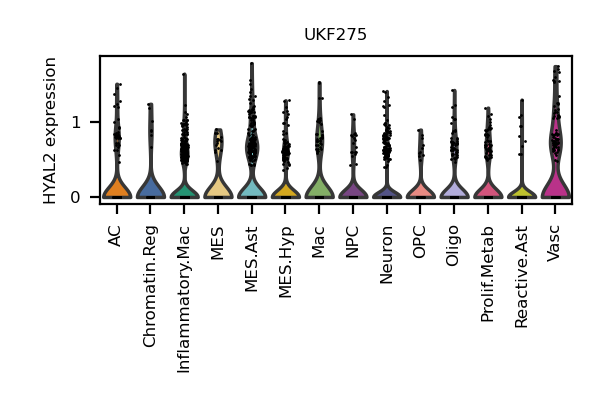 UKF275
HYAL2 expression
1
0
AC
Chromatin.Reg
Inflammatory.Mac
MES
MES.Ast
MES.Hyp
Mac
NPC
Neuron
OPC
Oligo
Prolif.Metab
Reactive.Ast
Vasc